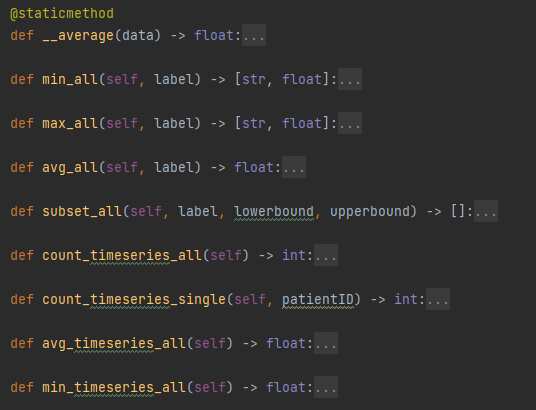 @staticmethod
def __average(data) -> float:...
def min_all(self, label) -> [str, float]:...
def max_all(self, label) -> [str, float]:...
def avg_all(self, label) -> float:...
def subset_all(self, label, lowerbound, upperbound) -> []:...
def count_timeseries_all(self) -> int:...
def count_timeseries_single(self, patientID) -> int:...
def avg_timeseries_all(self) -> float:...
def min_timeseries_all(self) -> float:...